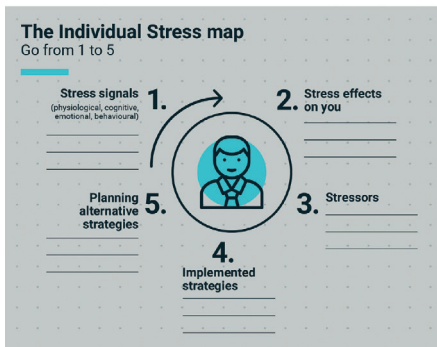 The Individual Stress map
Go from 1 to 5
Stress signals
(physiological, cognitive,
emotional, behavioural)
1.
2.
Stress effects
on you
3.
Stressors
4.
Implemented
strategies
Planning
alternative
strategies
5.